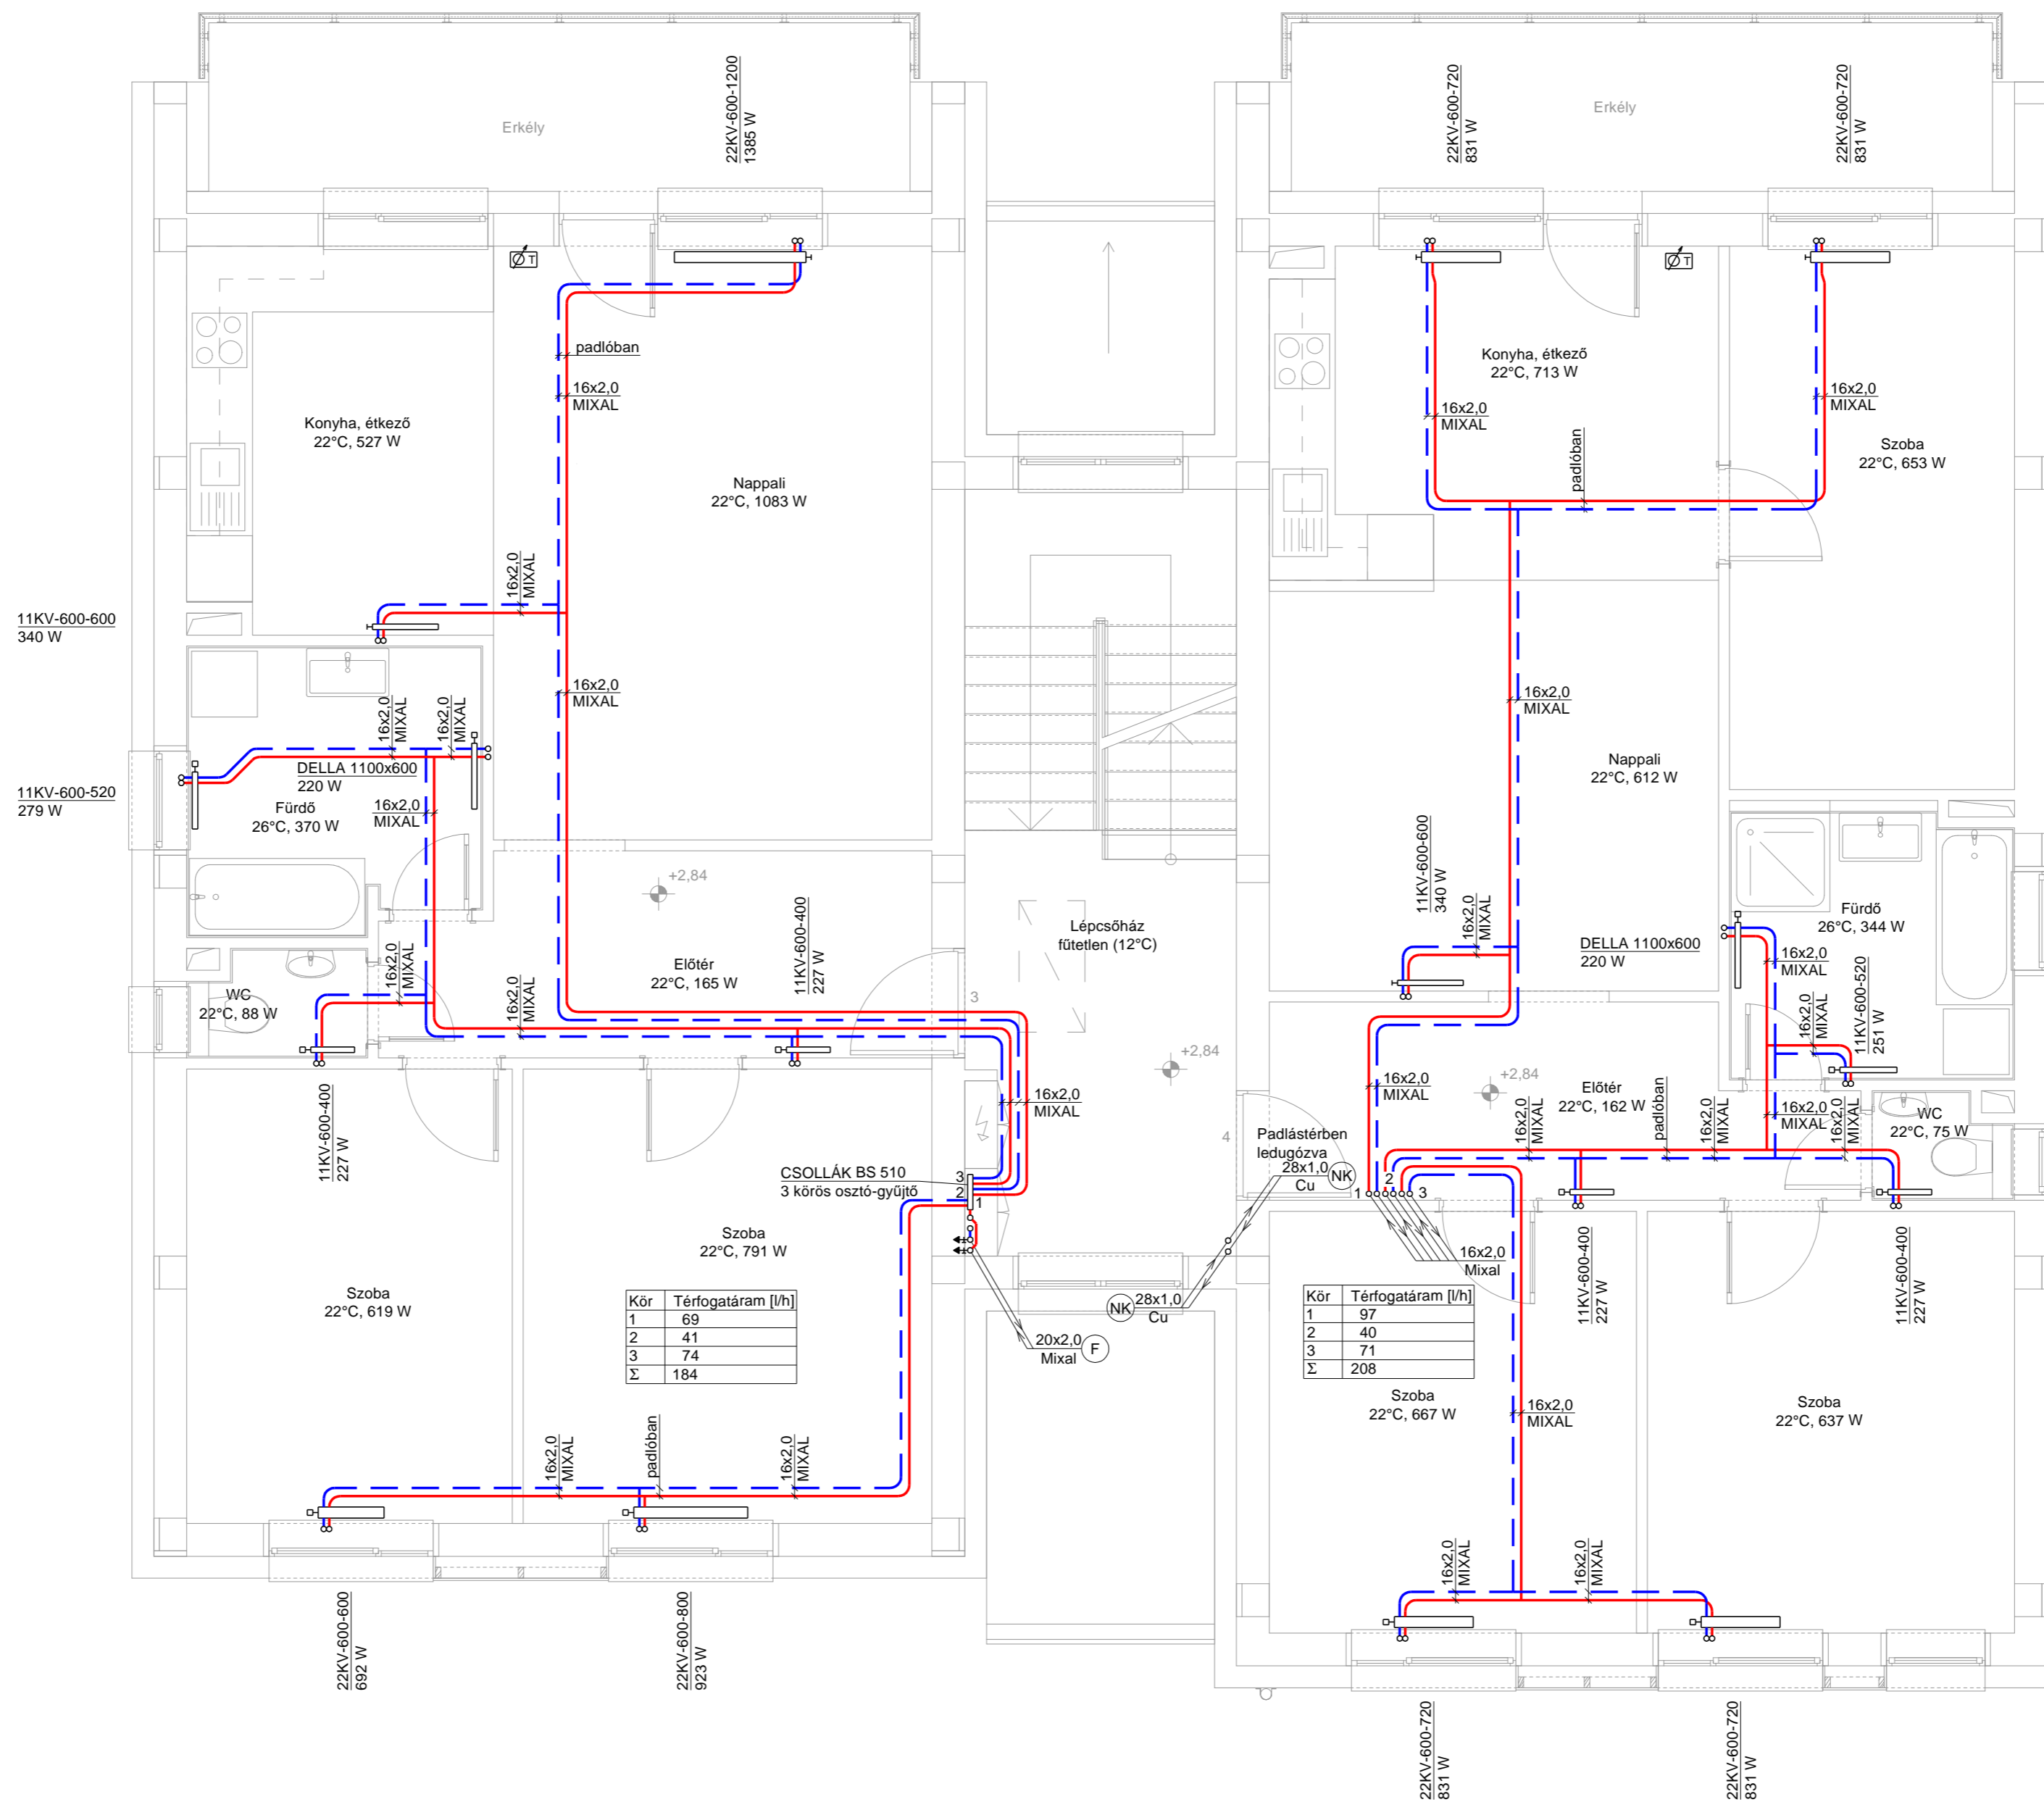 22KV-600-1200
1385 W
22KV-600-720
831 W
22KV-600-720
831 W
Erkély
Erkély
T
T
padlóban
16x2,0
MIXAL
Konyha, étkező
22°C, 527 W
Nappali
22°C, 1083 W
Konyha, étkező
22°C, 713 W
16x2,0
MIXAL
16x2,0
MIXAL
padlóban
Szoba
22°C, 653 W
16x2,0
MIXAL
11KV-600-600
340 W
16x2,0
MIXAL
16x2,0
MIXAL
16x2,0
MIXAL
16x2,0
MIXAL
DELLA 1100x600
220 W
11KV-600-520
279 W
Fürdő
26°C, 370 W
16x2,0
MIXAL
Nappali
22°C, 612 W
11KV-600-600
340 W
16x2,0
MIXAL
+2,84
Lépcsőház
fűtetlen (12°C)
DELLA 1100x600
220 W
Fürdő
26°C, 344 W
16x2,0
MIXAL
16x2,0
MIXAL
11KV-600-520
251 W
16x2,0
MIXAL
WC
22°C, 88 W
16x2,0
MIXAL
Előtér
22°C, 165 W
11KV-600-400
227 W
3
+2,84
+2,84
16x2,0
MIXAL
11KV-600-400
227 W
16x2,0
MIXAL
Előtér
22°C, 162 W
16x2,0
MIXAL
padlóban
16x2,0
MIXAL
16x2,0
MIXAL
16x2,0
MIXAL
WC
22°C, 75 W
4
Padlástérben
ledugózva
28x1,0
Cu
NK
CSOLLÁK BS 510
3 körös osztó-gyűjtő
3
2
1
1
2
3
16x2,0
Mixal
11KV-600-400
227 W
11KV-600-400
227 W
Szoba
22°C, 791 W
Szoba
22°C, 619 W
Kör Térfogatáram [l/h]
1 69
2 41
3 74
Σ 184
NK
28x1,0
Cu
20x2,0
Mixal
F
Kör Térfogatáram [l/h]
1 97
2 40
3 71
Σ 208
Szoba
22°C, 667 W
16x2,0
MIXAL
Szoba
22°C, 637 W
16x2,0
MIXAL
padlóban
16x2,0
MIXAL
16x2,0
MIXAL
16x2,0
MIXAL
22KV-600-600
692 W
22KV-600-800
923 W
22KV-600-720
831 W
22KV-600-720
831 W